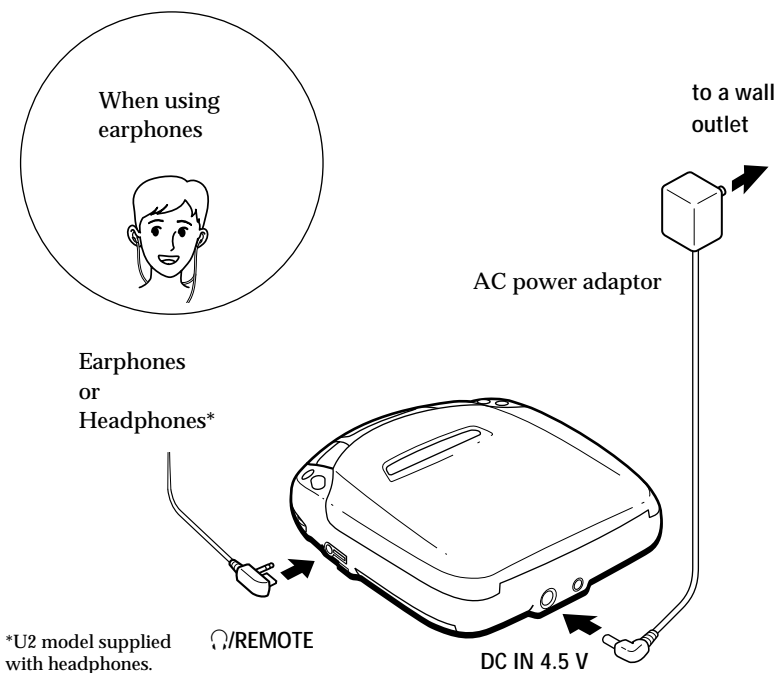 When using
earphones
to a wall
outlet
AC power adaptor
Earphones
or
Headphones*
*U2 model supplied
with headphones.
🎧/REMOTE
DC IN 4.5 V